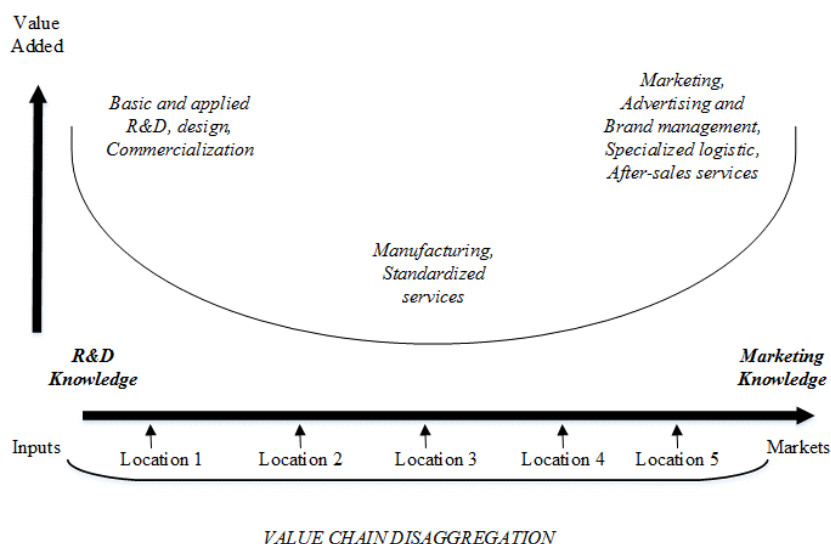 Value
Added
Basic and applied
R&D, design,
Commercialization
Marketing,
Advertising and
Brand management,
Specialized logistic,
After-sales services
Manufacturing,
Standardized
services
R&D
Knowledge
Marketing
Knowledge
Inputs
Location 1
Location 2
Location 3
Location 4
Location 5
Markets
VALUE CHAIN DISAGGREGATION